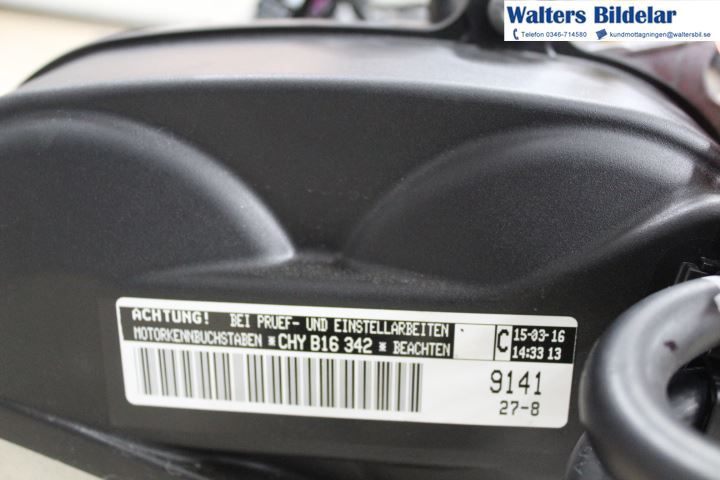 Walters Bildelar
Telefon 0346-714580 kundmottagningen@waltersbil.se
ACHTUNG! BEI PRUEF- UND EINSTELLARBEITEN
MOTORKENNBUCHSTABEN *CHY B16 342* BEACHTEN
C 15-03-16
14:33 13
9141
27-8